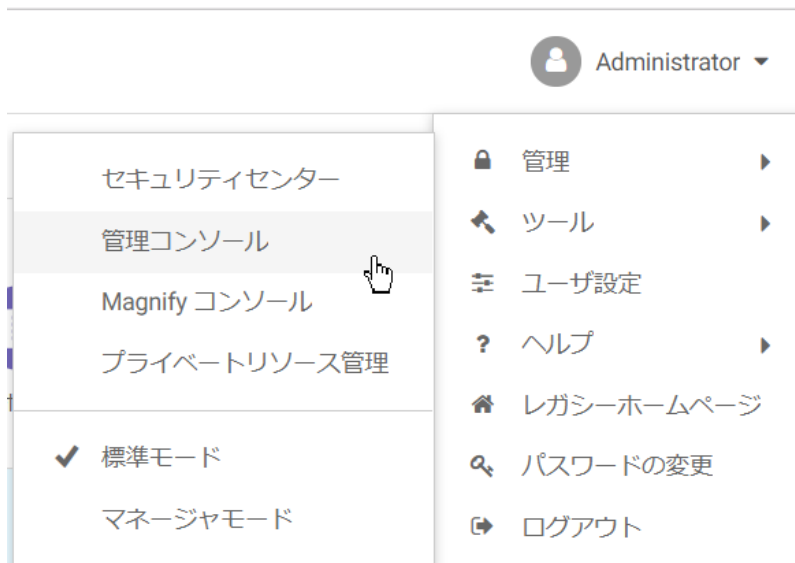 Administrator
セキュリティセンター
管理コンソール
Magnify コンソール
プライベートリソース管理
標準モード
マネージャモード
管理
ツール
ユーザ設定
ヘルプ
レガシーホームページ
パスワードの変更
ログアウト